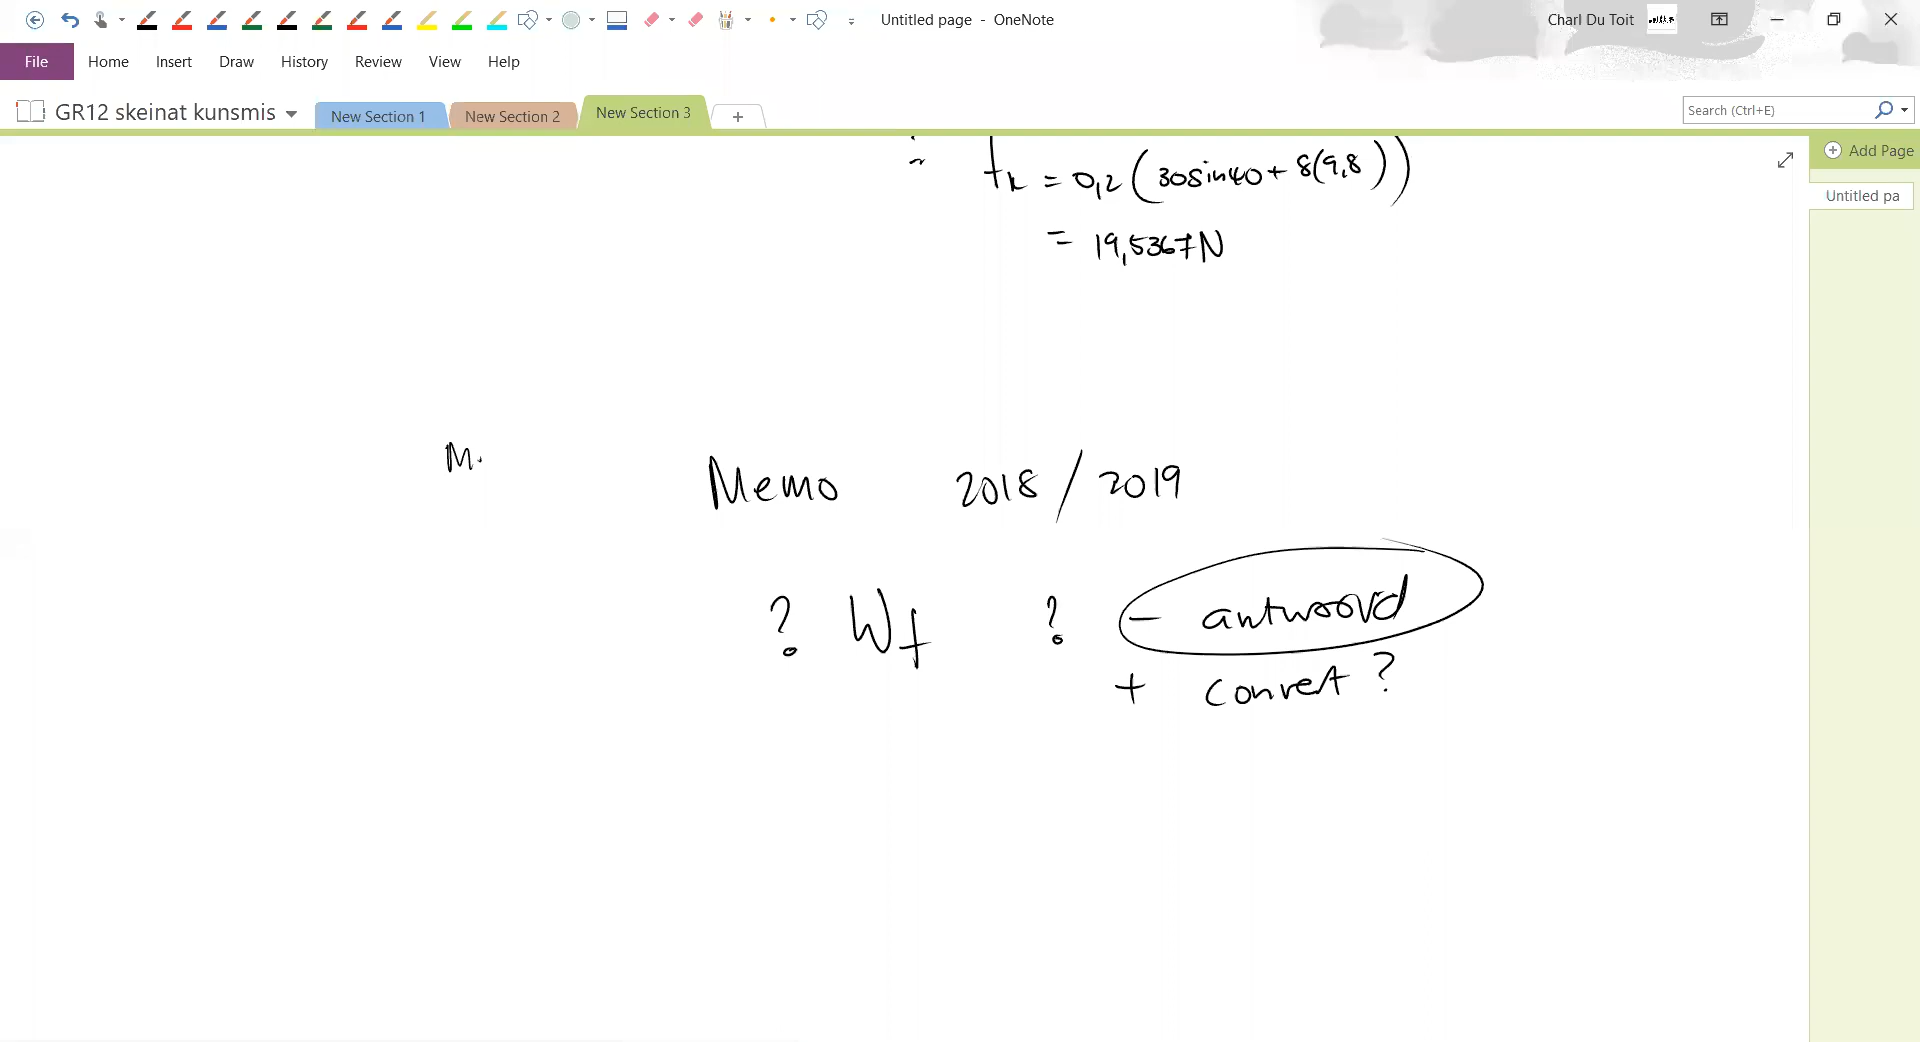 Untitled page - OneNote
Charl Du Toit
File Home Insert Draw History Review View Help
GR12 skeinat kunsmis New Section 1 New Section 2 New Section 3 +
Search (Ctrl+E)
Add Page
Untitled pa
fk = 0,2 (30sin40 + 8(9,8))
= 19,5367N
M.
Memo 2018 / 2019
? Wf ? - antwoord
+ convert ?